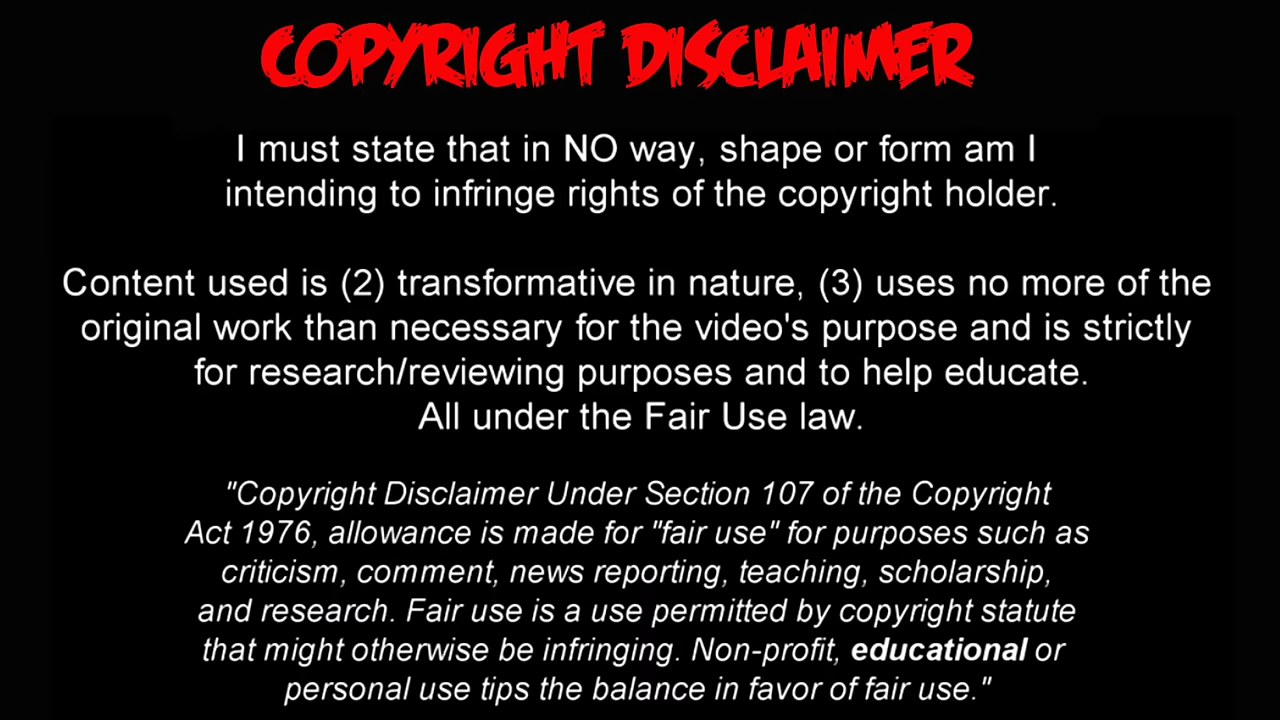 COPYRIGHT DISCLAIMER
I must state that in NO way, shape or form am I
intending to infringe rights of the copyright holder.
Content used is (2) transformative in nature, (3) uses no more of the
original work than necessary for the video's purpose and is strictly
for research/reviewing purposes and to help educate.
All under the Fair Use law.
"Copyright Disclaimer Under Section 107 of the Copyright
Act 1976, allowance is made for "fair use" for purposes such as
criticism, comment, news reporting, teaching, scholarship,
and research. Fair use is a use permitted by copyright statute
that might otherwise be infringing. Non-profit, educational or
personal use tips the balance in favor of fair use."